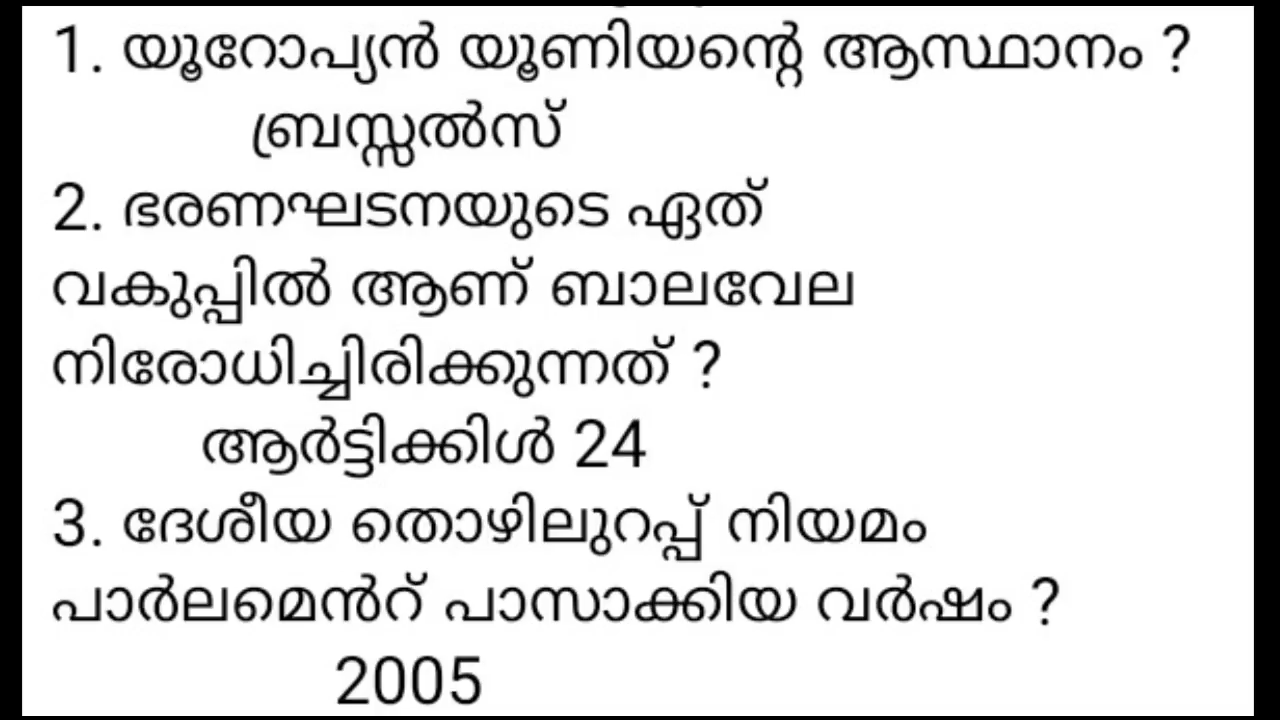 1. യൂറോപ്യൻ യൂണിയന്റെ ആസ്ഥാനം ?
ബ്രസ്സൽസ്
2. ഭരണഘടനയുടെ ഏത്
വകുപ്പിൽ ആണ് ബാലവേല
നിരോധിച്ചിരിക്കുന്നത് ?
ആർട്ടിക്കിൾ 24
3. ദേശീയ തൊഴിലുറപ്പ് നിയമം
പാർലമെൻറ് പാസാക്കിയ വർഷം ?
2005